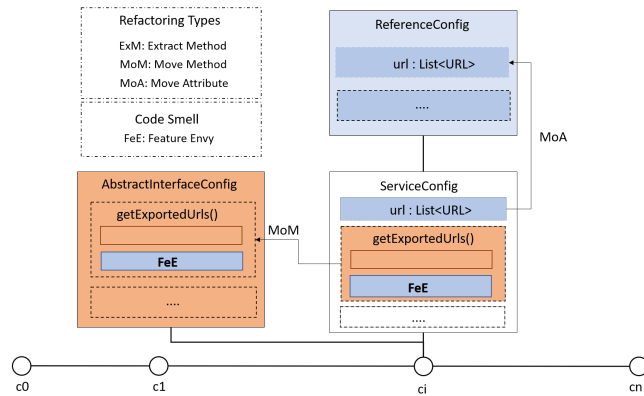 Refactoring Types
ExM: Extract Method
MoM: Move Method
MoA: Move Attribute
Code Smell
FeE: Feature Envy
ReferenceConfig
url : List<URL>
....
MoA
AbstractInterfaceConfig
getExportedUrls()
FeE
....
MoM
ServiceConfig
url : List<URL>
getExportedUrls()
FeE
....
c0
c1
ci
cn